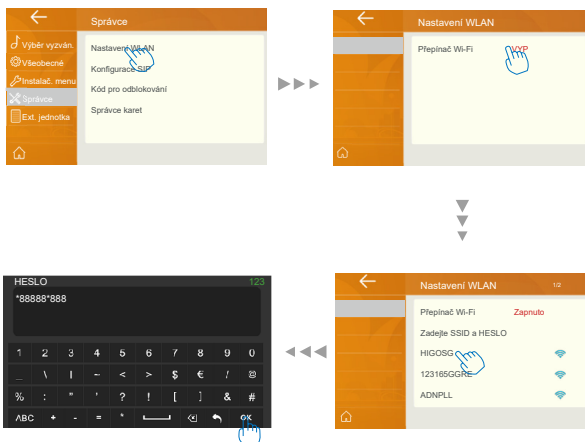 Správce
Výběr vyzván.
Všeobecné
Instalač. menu
Správce
Ext. jednotka
Nastavení WLAN
Konfigurace SIP
Kód pro odblokování
Správce karet
Nastavení WLAN
Přepínač Wi-Fi VYP
Nastavení WLAN 1/2
Přepínač Wi-Fi Zapnuto
Zadejte SSID a HESLO
HIGOSG
123165GGRE
ADNPLL
HESLO 123
*88888*888
1 2 3 4 5 6 7 8 9 0
_ \ | ~ < > $ € / @
% : " ' ? ! [ ] & #
ABC + - = * OK